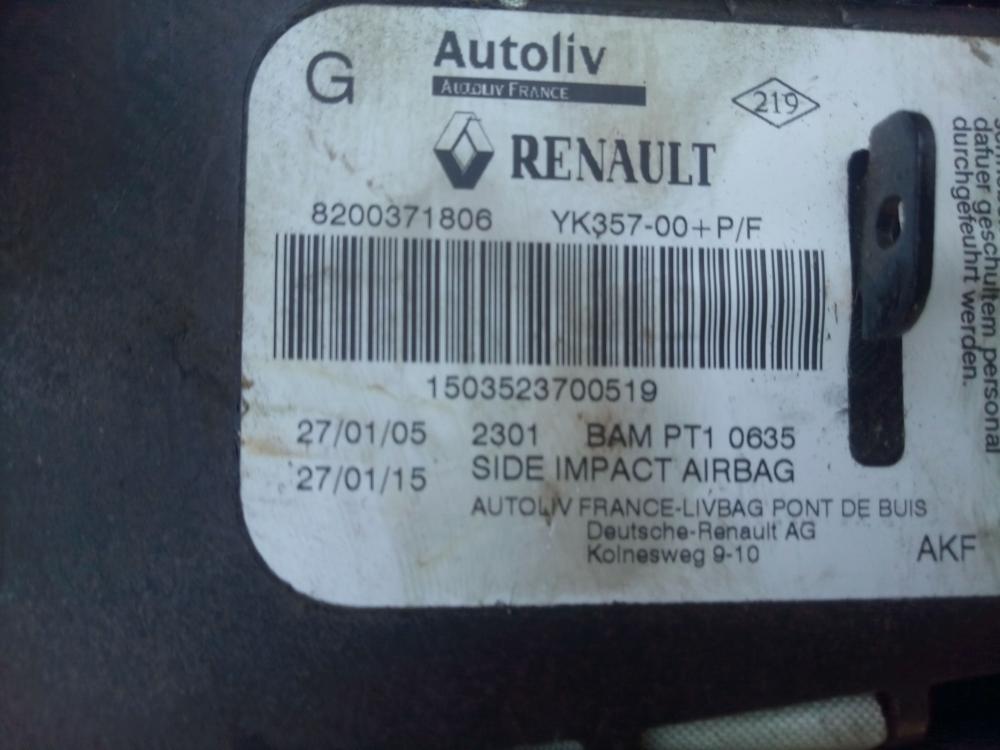 G
Autoliv
AUTOLIV FRANCE
219
RENAULT
8200371806 YK357-00+P/F
1503523700519
27/01/05 2301 BAM PT1 0635
27/01/15 SIDE IMPACT AIRBAG
AUTOLIV FRANCE-LIVBAG PONT DE BUIS
Deutsche-Renault AG
Kolnesweg 9-10
AKF
dafuer geschultem personal
durchgefeuhrt werden.